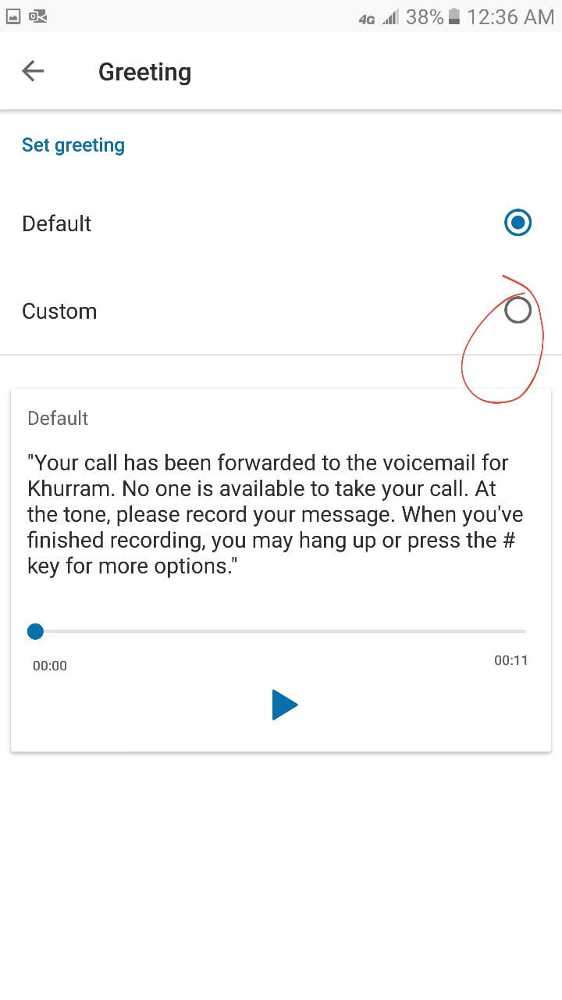 4G 38% 12:36 AM
Greeting
Set greeting
Default
Custom
Default
"Your call has been forwarded to the voicemail for
Khurram. No one is available to take your call. At
the tone, please record your message. When you've
finished recording, you may hang up or press the #
key for more options."
00:00 00:11